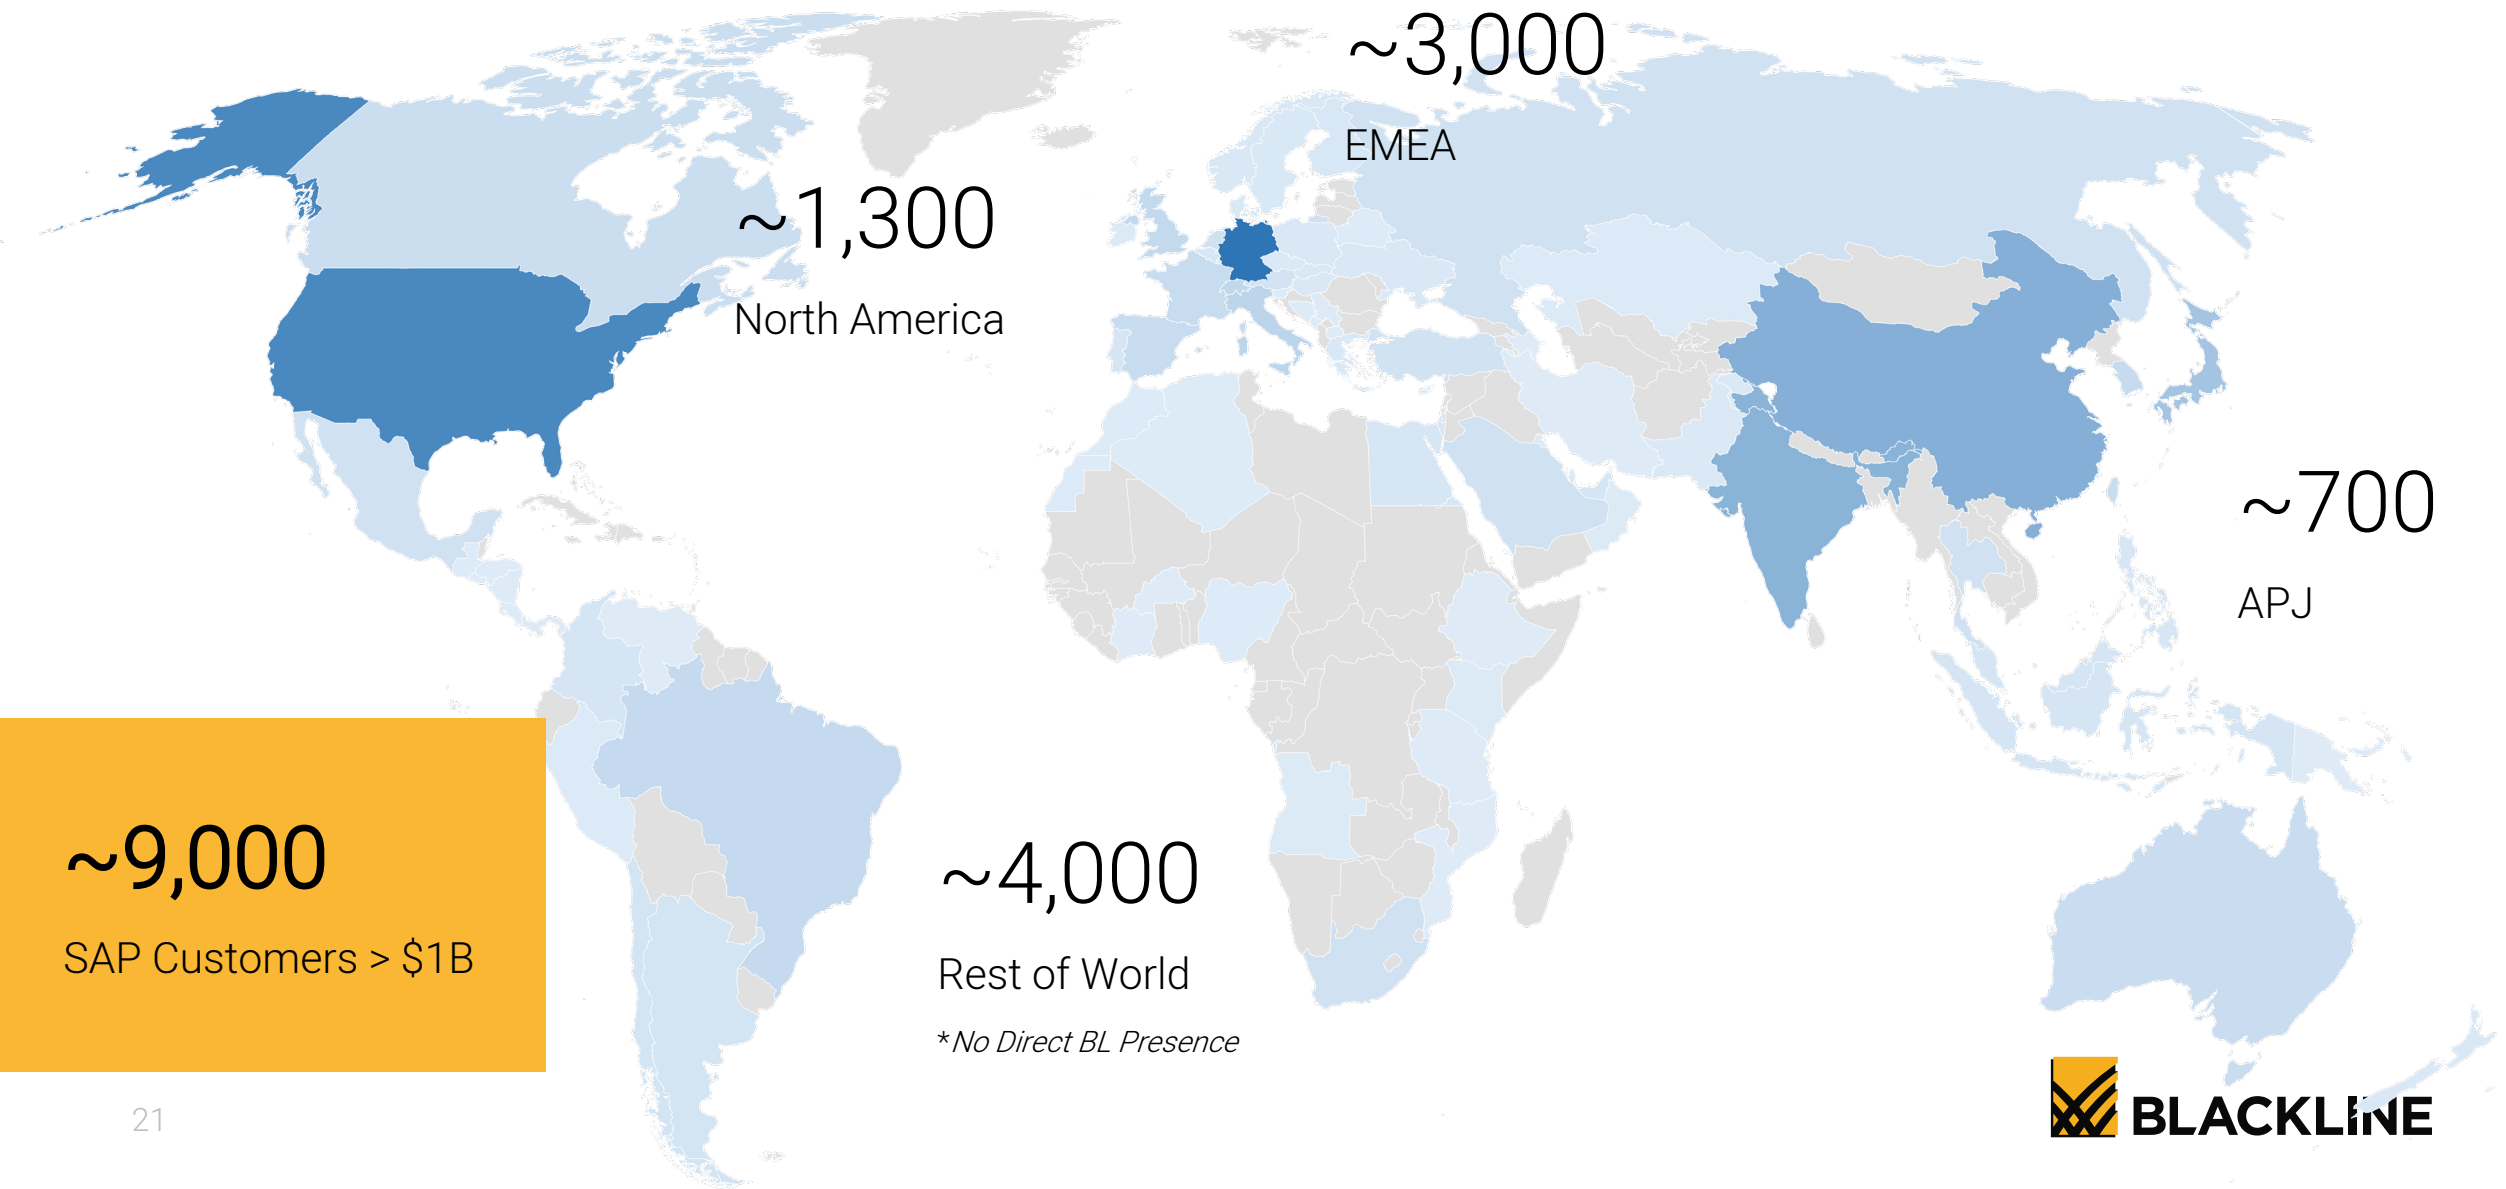 ~3,000
EMEA
~1,300
North America
~700
APJ
~9,000
SAP Customers > $1B
~4,000
Rest of World
*No Direct BL Presence
21
BLACKLINE